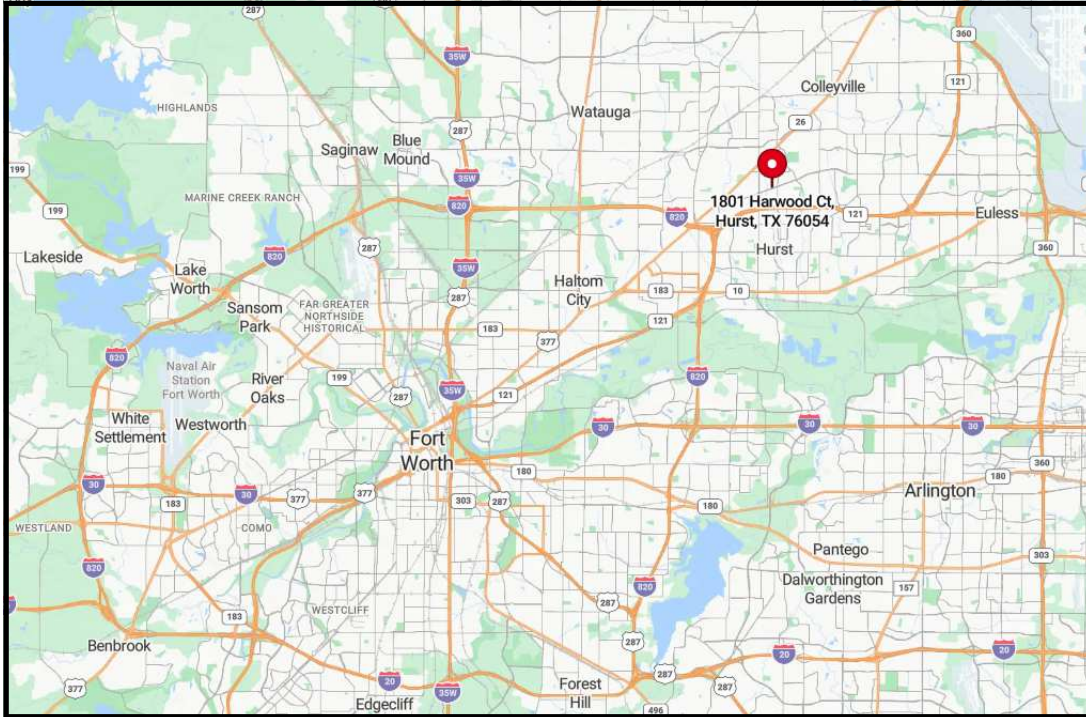 287
35W
360
121
Colleyville
HIGHLANDS
Watauga
26
287
Saginaw
Blue
Mound
199
35W
MARINE CREEK RANCH
1801 Harwood Ct,
Hurst, TX 76054
199
820
820
121
Euless
287
Hurst
360
Lakeside
820
35W
Lake
Worth
Haltom
City
183
10
287
FAR GREATER
NORTHSIDE
HISTORICAL
Sansom
Park
121
183
377
820
Naval Air
Station
Fort Worth
River
Oaks
199
820
287
35W
121
White
Settlement
Westworth
30
30
30
Fort
Worth
180
360
180
30
377
377
Arlington
183
30
303
287
180
WESTLAND
COMO
Pantego
303
820
Dalworthington
Gardens
157
820
WESTCLIFF
287
183
Benbrook
287
20
20
377
20
35W
Forest
Hill
287
287
Edgecliff
496